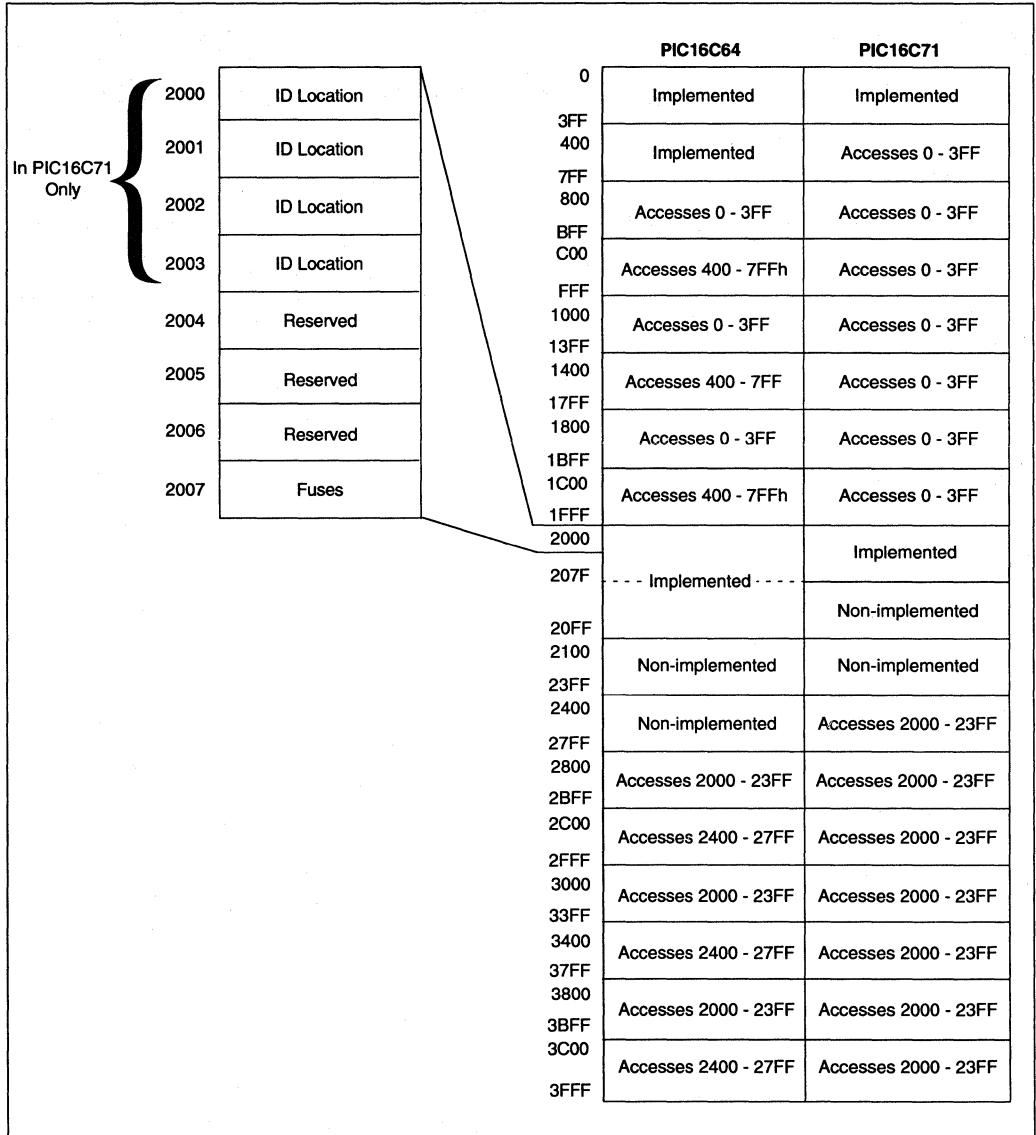 PIC16C64 PIC16C71
In PIC16C71
Only
2000 ID Location
2001 ID Location
2002 ID Location
2003 ID Location
2004 Reserved
2005 Reserved
2006 Reserved
2007 Fuses
0
Implemented Implemented
3FF
400
Implemented Accesses 0 - 3FF
7FF
800
Accesses 0 - 3FF Accesses 0 - 3FF
BFF
C00
Accesses 400 - 7FFh Accesses 0 - 3FF
FFF
1000
Accesses 0 - 3FF Accesses 0 - 3FF
13FF
1400
Accesses 400 - 7FF Accesses 0 - 3FF
17FF
1800
Accesses 0 - 3FF Accesses 0 - 3FF
1BFF
1C00
Accesses 400 - 7FFh Accesses 0 - 3FF
1FFF
2000
Implemented
207F
Implemented
Non-implemented
20FF
2100
Non-implemented Non-implemented
23FF
2400
Non-implemented Accesses 2000 - 23FF
27FF
2800
Accesses 2000 - 23FF Accesses 2000 - 23FF
2BFF
2C00
Accesses 2400 - 27FF Accesses 2000 - 23FF
2FFF
3000
Accesses 2000 - 23FF Accesses 2000 - 23FF
33FF
3400
Accesses 2400 - 27FF Accesses 2000 - 23FF
37FF
3800
Accesses 2000 - 23FF Accesses 2000 - 23FF
3BFF
3C00
Accesses 2400 - 27FF Accesses 2000 - 23FF
3FFF